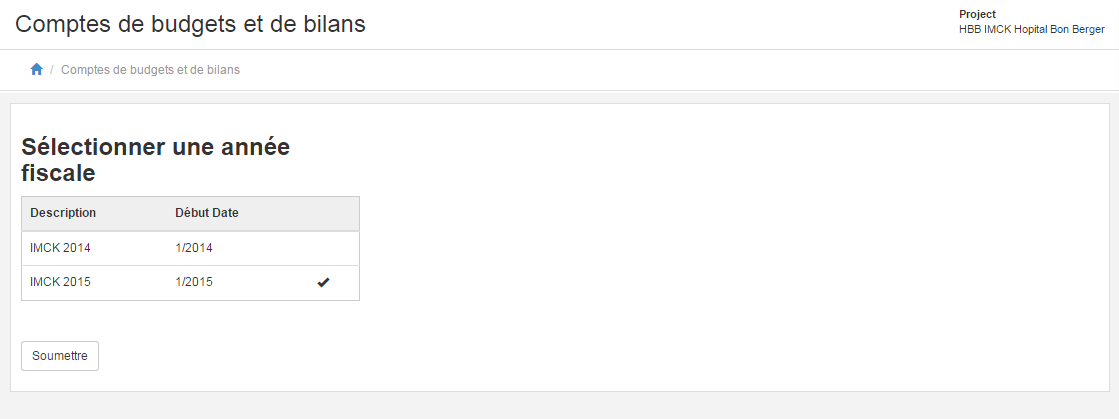 Comptes de budgets et de bilans
Project
HBB IMCK Hopital Bon Berger
/ Comptes de budgets et de bilans
Sélectionner une année
fiscale
Description Début Date
IMCK 2014 1/2014
IMCK 2015 1/2015
Soumettre